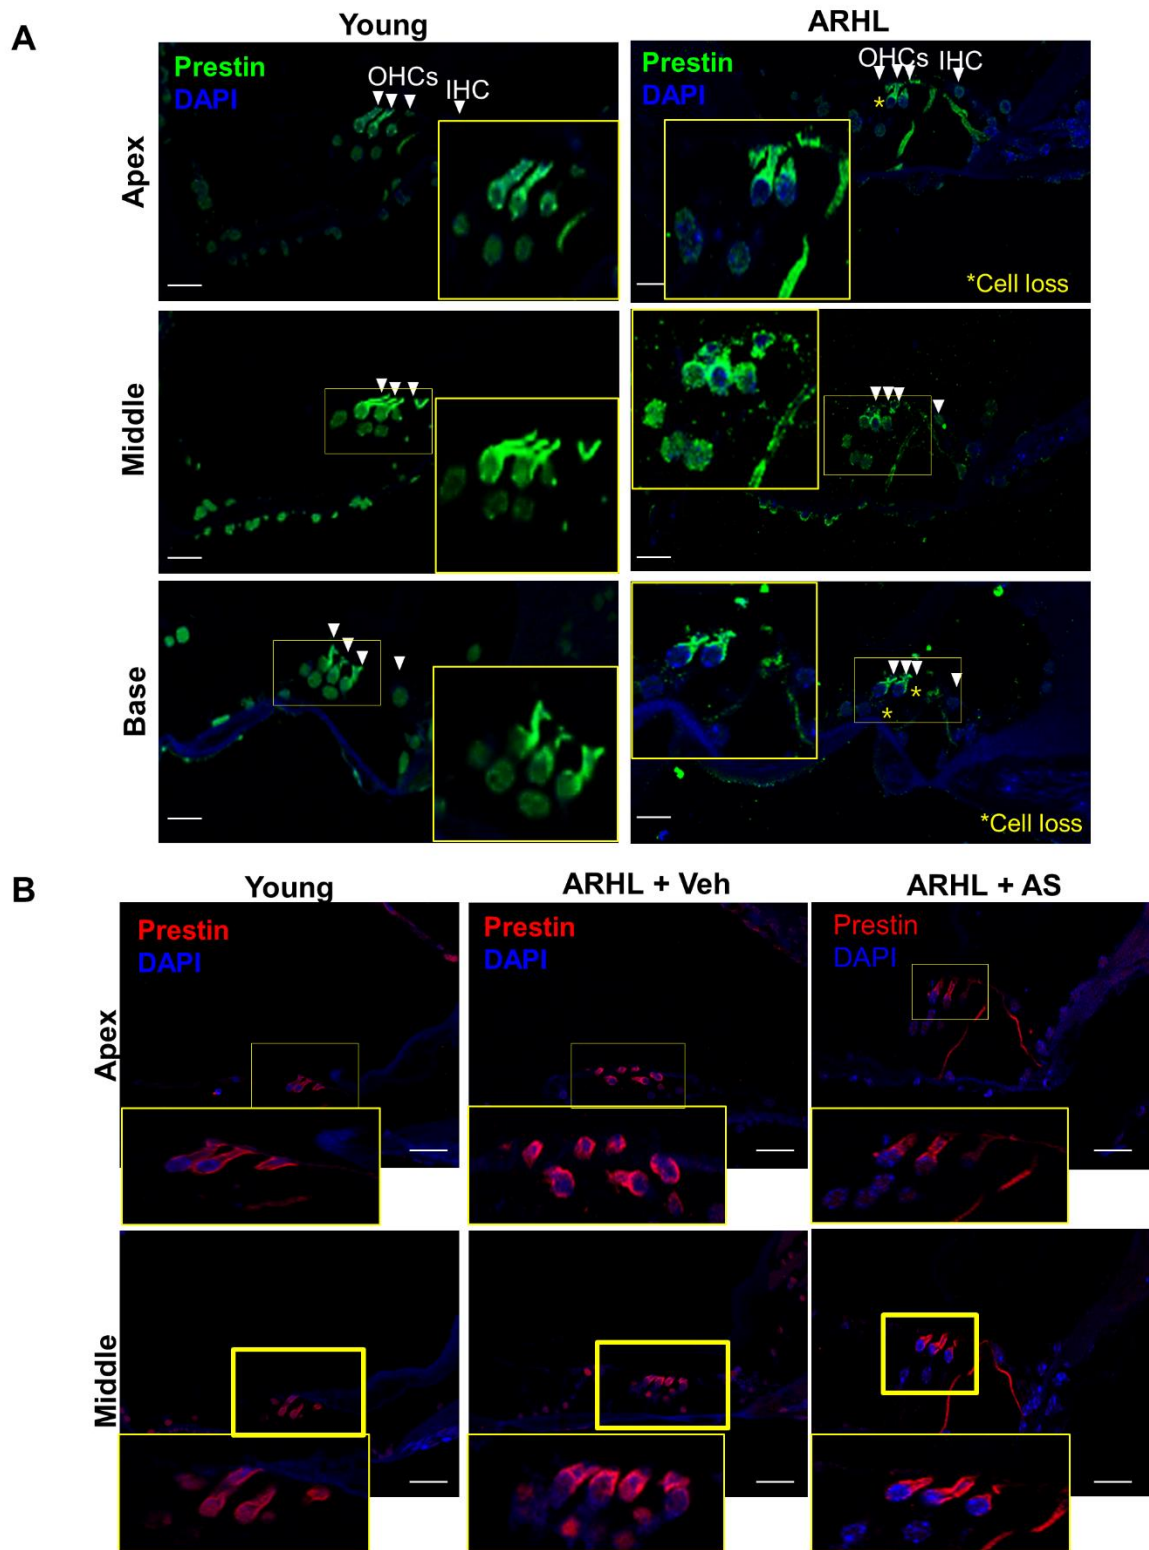 A
Young
ARHL
Prestin
DAPI
OHCs
IHC
Prestin
DAPI
OHCs
IHC
*
Apex
*Cell loss
Middle
Base
*
*
*Cell loss
B
Young
ARHL + Veh
ARHL + AS
Prestin
DAPI
Prestin
DAPI
Prestin
DAPI
Apex
Middle